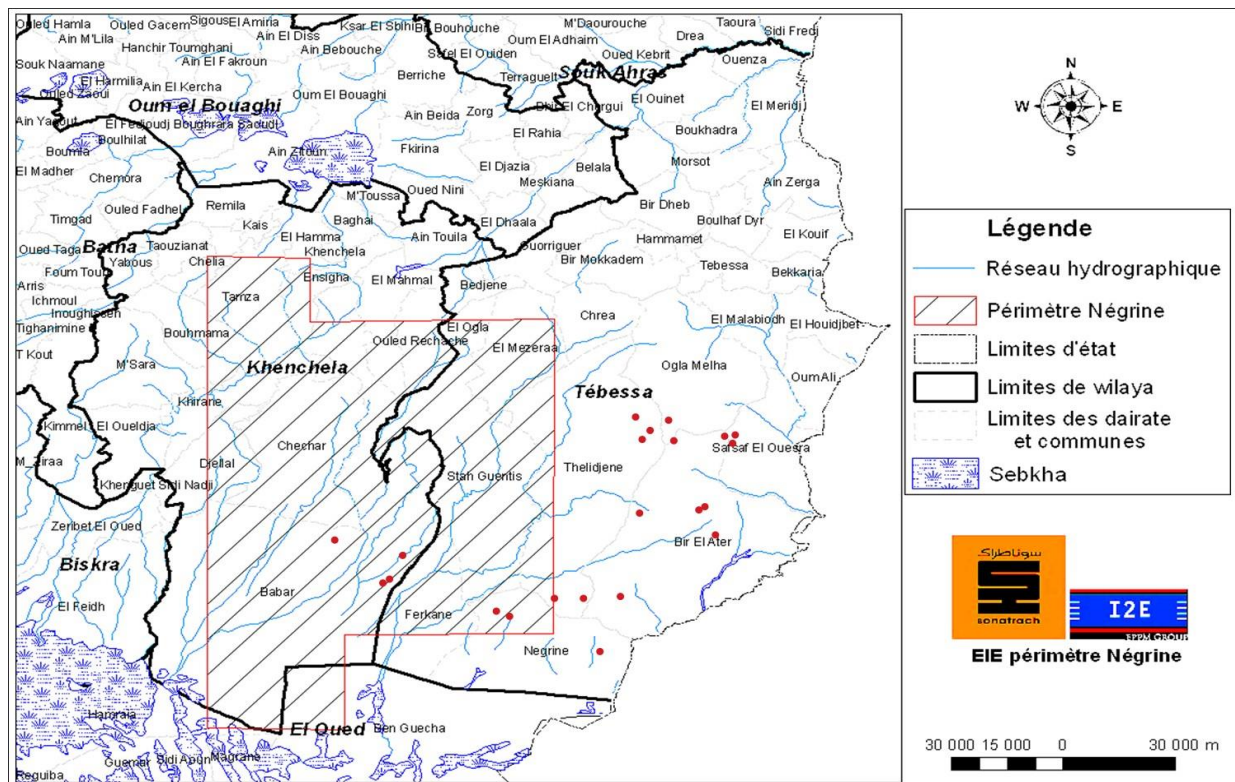 Ouled Hamla
Ouled Gacem
Sigous
El Amiria
Ksar El Sbihi
Bir Bouhouche
M'Daourouche
Taoura
Sidi Fredj
Ain M'Lila
Hanchir Toumghani
Ain El Diss
Ain Bebouche
Safel El Ouiden
Oum El Adhaim
Drea
Oued Kebrit
Ouenza
Souk Naamane
Ain El Fakroun
Berriche
Terraguelt
Souk Ahras
El Harmilia
Ain El Kercha
Ouled Zaoui
Oum el Bouaghi
Oum El Bouaghi
Zorg
Bhir El Chergui
El Ouinet
El Meridj
Ain Yagout
El Fedjoudj Boughrara Saoudi
Ain Beida
El Rahia
Boukhadra
Boulhilat
Boumia
Ain Zitoun
Fkirina
El Djazia
Belala
Morsot
El Madher
Chemora
Meskiana
Ain Zerga
Oued Nini
M'Toussa
Bir Dheb
Ouled Fadhel
Remila
Timgad
Kais
Baghai
El Dhaala
Boulhaf Dyr
El Kouif
Ain Touila
El Hamma
Hammamet
Oued Taga
Batna
Taouzianat
Khenchela
Guorriguer
Yabous
Chelia
Bir Mokkadem
Tebessa
Bekkaria
Foum Toub
Ensigha
El Mahmal
Bedjene
Arris
Ichmoul
Tamza
Inoughissen
Chrea
El Malabiodh
El Houidjbet
Tighanimine
Bouhmama
El Ogla
Ouled Rechache
El Mezeraa
T Kout
M'Sara
Khenchela
Ogla Melha
Oum Ali
Tébessa
Khirane
Kimmel
El Oueldja
Chechar
Safsaf El Ouesra
M_Ziraa
Djellal
Thelidjene
Stah Guentis
Khenguet Sidi Nadji
Zeribet El Oued
Bir El Ater
Biskra
Babar
El Feidh
Ferkane
Negrine
Hamraia
El Oued
Ben Guecha
Guemar
Sidi Aoun
Magrane
Reguiba
N
W
E
S
Légende
Réseau hydrographique
Périmètre Négrine
Limites d'état
Limites de wilaya
Limites des dairate
et communes
Sebkha
سوناطراك
sonatrach
I2E
EPPM GROUP
EIE périmètre Négrine
30 000 15 000 0 30 000 m